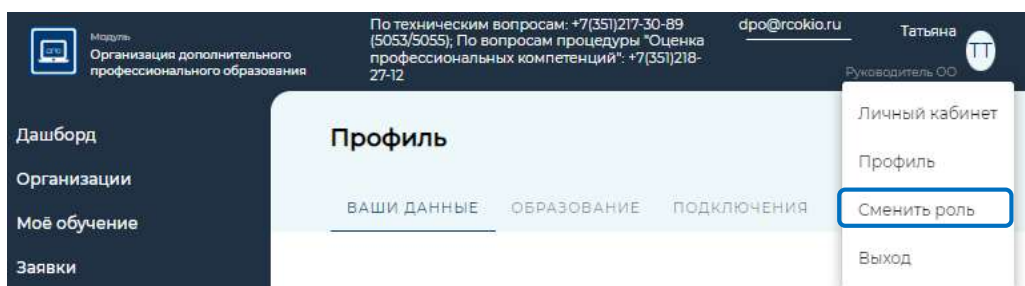 Модуль
Организация дополнительного
профессионального образования
По техническим вопросам: +7(351)217-30-89
(5053/5055); По вопросам процедуры "Оценка
профессиональных компетенций": +7(351)218-
27-12
dpo@rcokio.ru
Татьяна
ТТ
Руководитель ОО
Дашборд
Организации
Моё обучение
Заявки
Профиль
ВАШИ ДАННЫЕ ОБРАЗОВАНИЕ ПОДКЛЮЧЕНИЯ
Личный кабинет
Профиль
Сменить роль
Выход